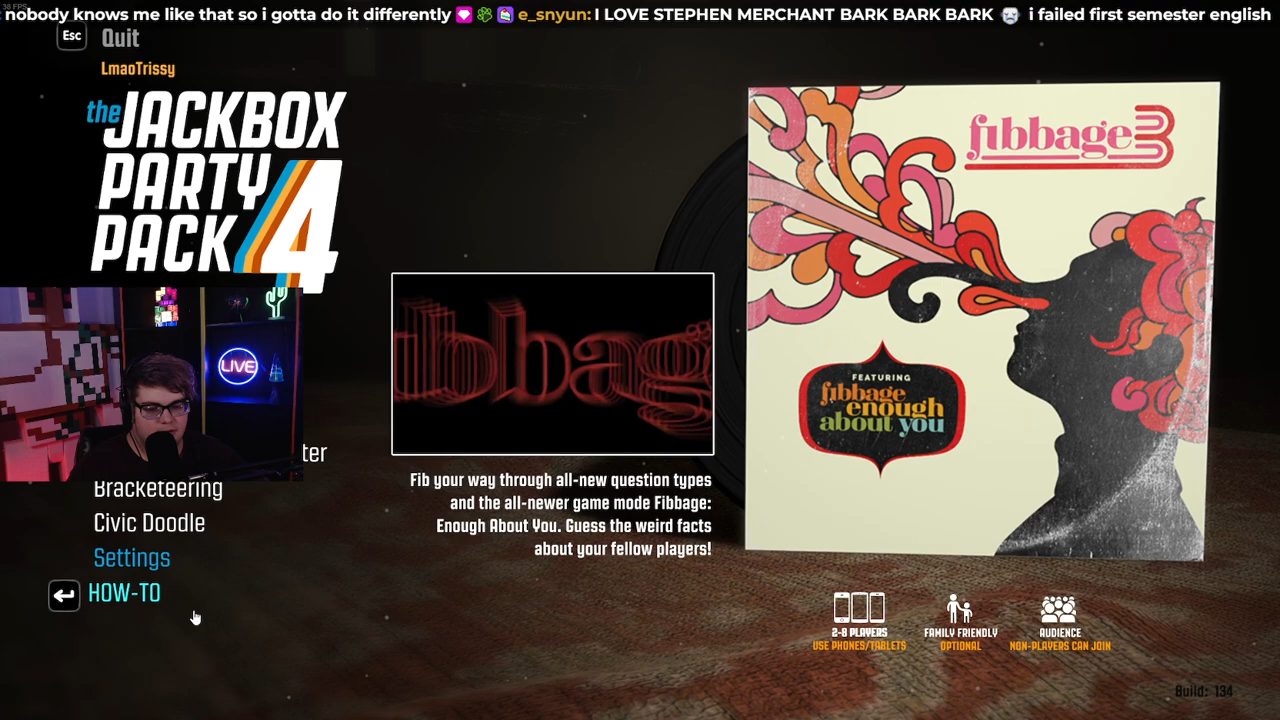 38 FPS
nobody knows me like that so i gotta do it differently e_snyun: I LOVE STEPHEN MERCHANT BARK BARK BARK i failed first semester english
Esc Quit
LmaoTrissy
the JACKBOX
PARTY
PACK 4
LIVE
ter
Bracketeering
Civic Doodle
Settings
HOW-TO
ibbag
Fib your way through all-new question types
and the all-newer game mode Fibbage:
Enough About You. Guess the weird facts
about your fellow players!
fibbage 3
FEATURING
fibbage
enough
about you
2-8 PLAYERS
USE PHONES/TABLETS
FAMILY FRIENDLY
OPTIONAL
AUDIENCE
NON-PLAYERS CAN JOIN
Build: 134